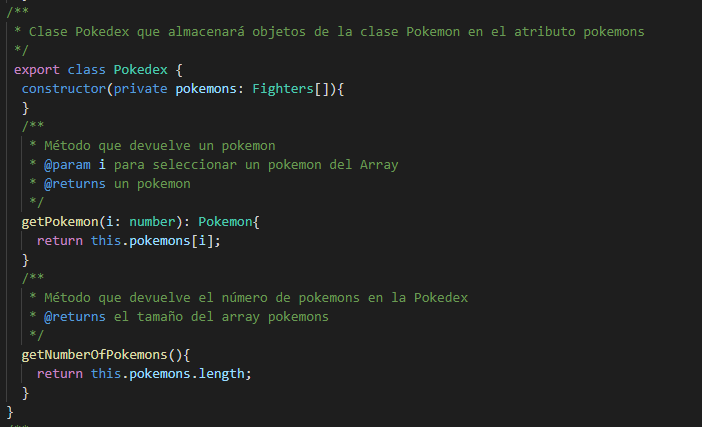 /**
 * Clase Pokedex que almacenará objetos de la clase Pokemon en el atributo pokemons
 */
export class Pokedex {
constructor(private pokemons: Fighters[]){
}
/**
 * Método que devuelve un pokemon
 * @param i para seleccionar un pokemon del Array
 * @returns un pokemon
 */
getPokemon(i: number): Pokemon{
return this.pokemons[i];
}
/**
 * Método que devuelve el número de pokemons en la Pokedex
 * @returns el tamaño del array pokemons
 */
getNumberOfPokemons(){
return this.pokemons.length;
}
}